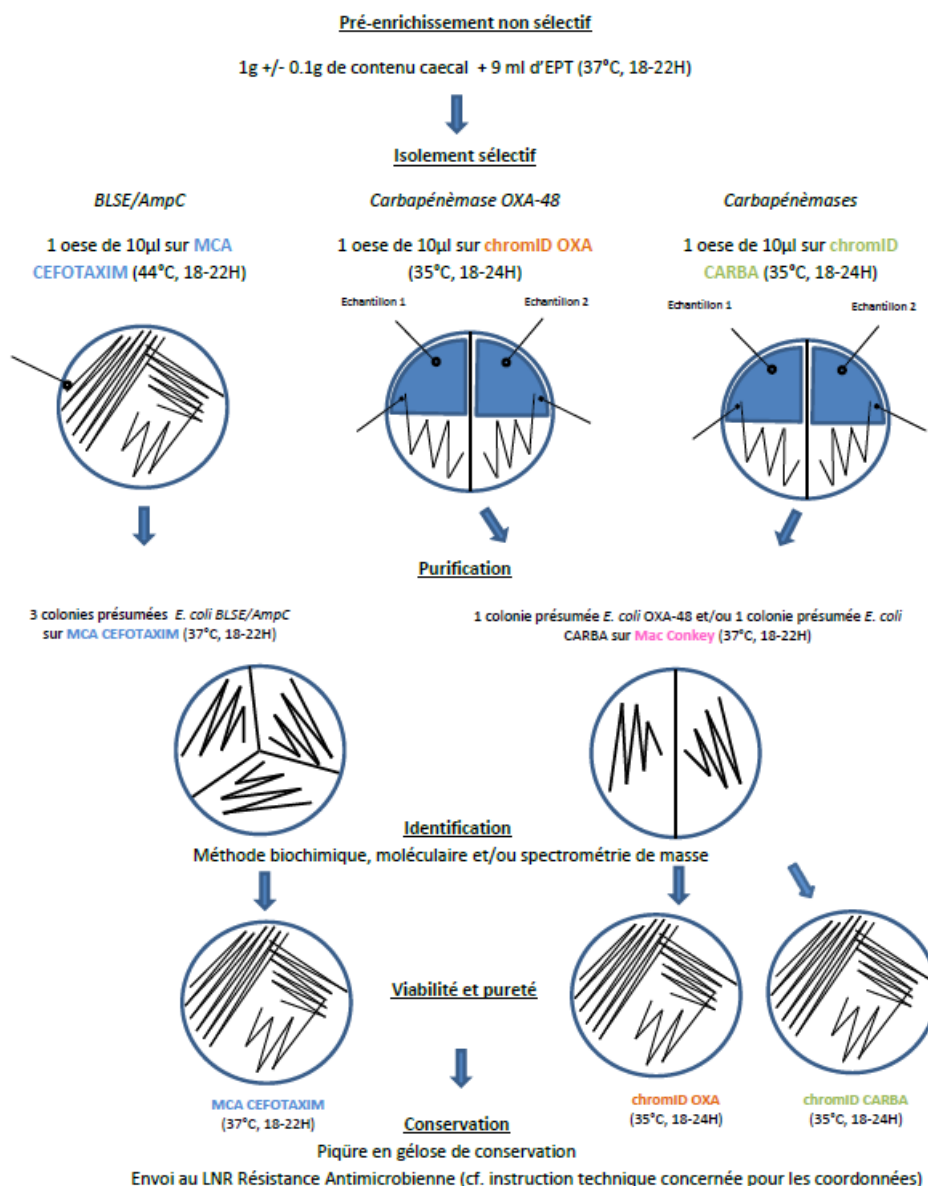 Pré-enrichissement non sélectif
1g +/- 0.1g de contenu caecal + 9 ml d'EPT (37°C, 18-22H)
Isolement sélectif
BLSE/AmpC
1 oese de 10µl sur MCA
CEFOTAXIM (44°C, 18-22H)
Carbapénèmase OXA-48
1 oese de 10µl sur chromID OXA
(35°C, 18-24H)
Echantillon 1
Echantillon 2
Carbapénèmases
1 oese de 10µl sur chromID
CARBA (35°C, 18-24H)
Echantillon 1
Echantillon 2
Purification
3 colonies présumées E. coli BLSE/AmpC
sur MCA CEFOTAXIM (37°C, 18-22H)
1 colonie présumée E. coli OXA-48 et/ou 1 colonie présumée E. coli
CARBA sur Mac Conkey (37°C, 18-22H)
Identification
Méthode biochimique, moléculaire et/ou spectrométrie de masse
Viabilité et pureté
MCA CEFOTAXIM
(37°C, 18-22H)
chromID OXA
(35°C, 18-24H)
chromID CARBA
(35°C, 18-24H)
Conservation
Piqûre en gélose de conservation
Envoi au LNR Résistance Antimicrobienne (cf. instruction technique concernée pour les coordonnées)